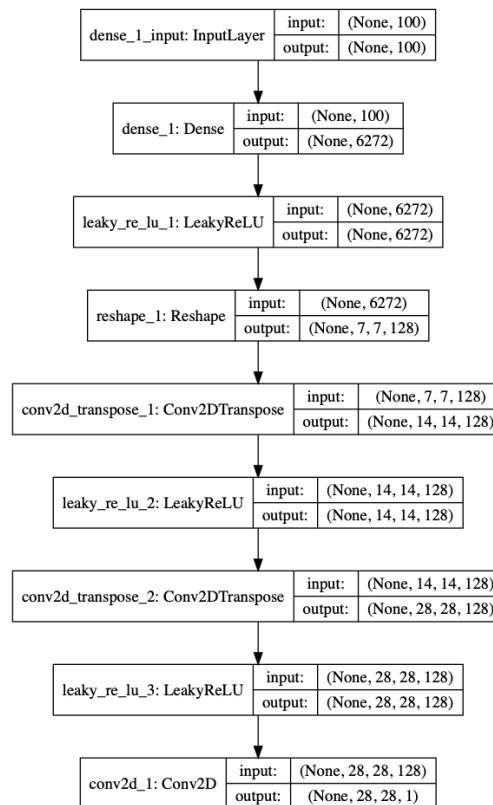 dense_1_input: InputLayer
input: (None, 100)
output: (None, 100)
dense_1: Dense
input: (None, 100)
output: (None, 6272)
leaky_re_lu_1: LeakyReLU
input: (None, 6272)
output: (None, 6272)
reshape_1: Reshape
input: (None, 6272)
output: (None, 7, 7, 128)
conv2d_transpose_1: Conv2DTranspose
input: (None, 7, 7, 128)
output: (None, 14, 14, 128)
leaky_re_lu_2: LeakyReLU
input: (None, 14, 14, 128)
output: (None, 14, 14, 128)
conv2d_transpose_2: Conv2DTranspose
input: (None, 14, 14, 128)
output: (None, 28, 28, 128)
leaky_re_lu_3: LeakyReLU
input: (None, 28, 28, 128)
output: (None, 28, 28, 128)
conv2d_1: Conv2D
input: (None, 28, 28, 128)
output: (None, 28, 28, 1)